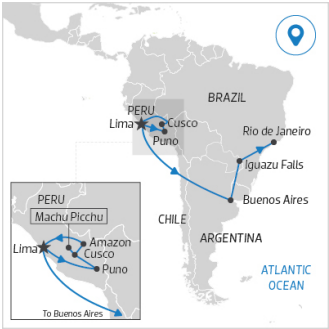 BRAZIL
PERU
Lima
Cusco
Puno
Rio de Janeiro
Iguazu Falls
Buenos Aires
CHILE
ARGENTINA
ATLANTIC
OCEAN
PERU
Machu Picchu
Lima
Amazon
Cusco
Puno
To Buenos Aires